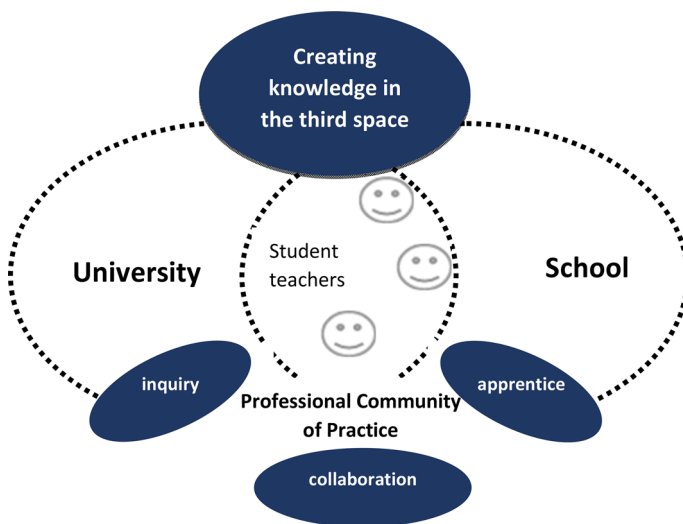 Creating
knowledge in
the third space
University
Student
teachers
School
inquiry
apprentice
Professional Community
of Practice
collaboration